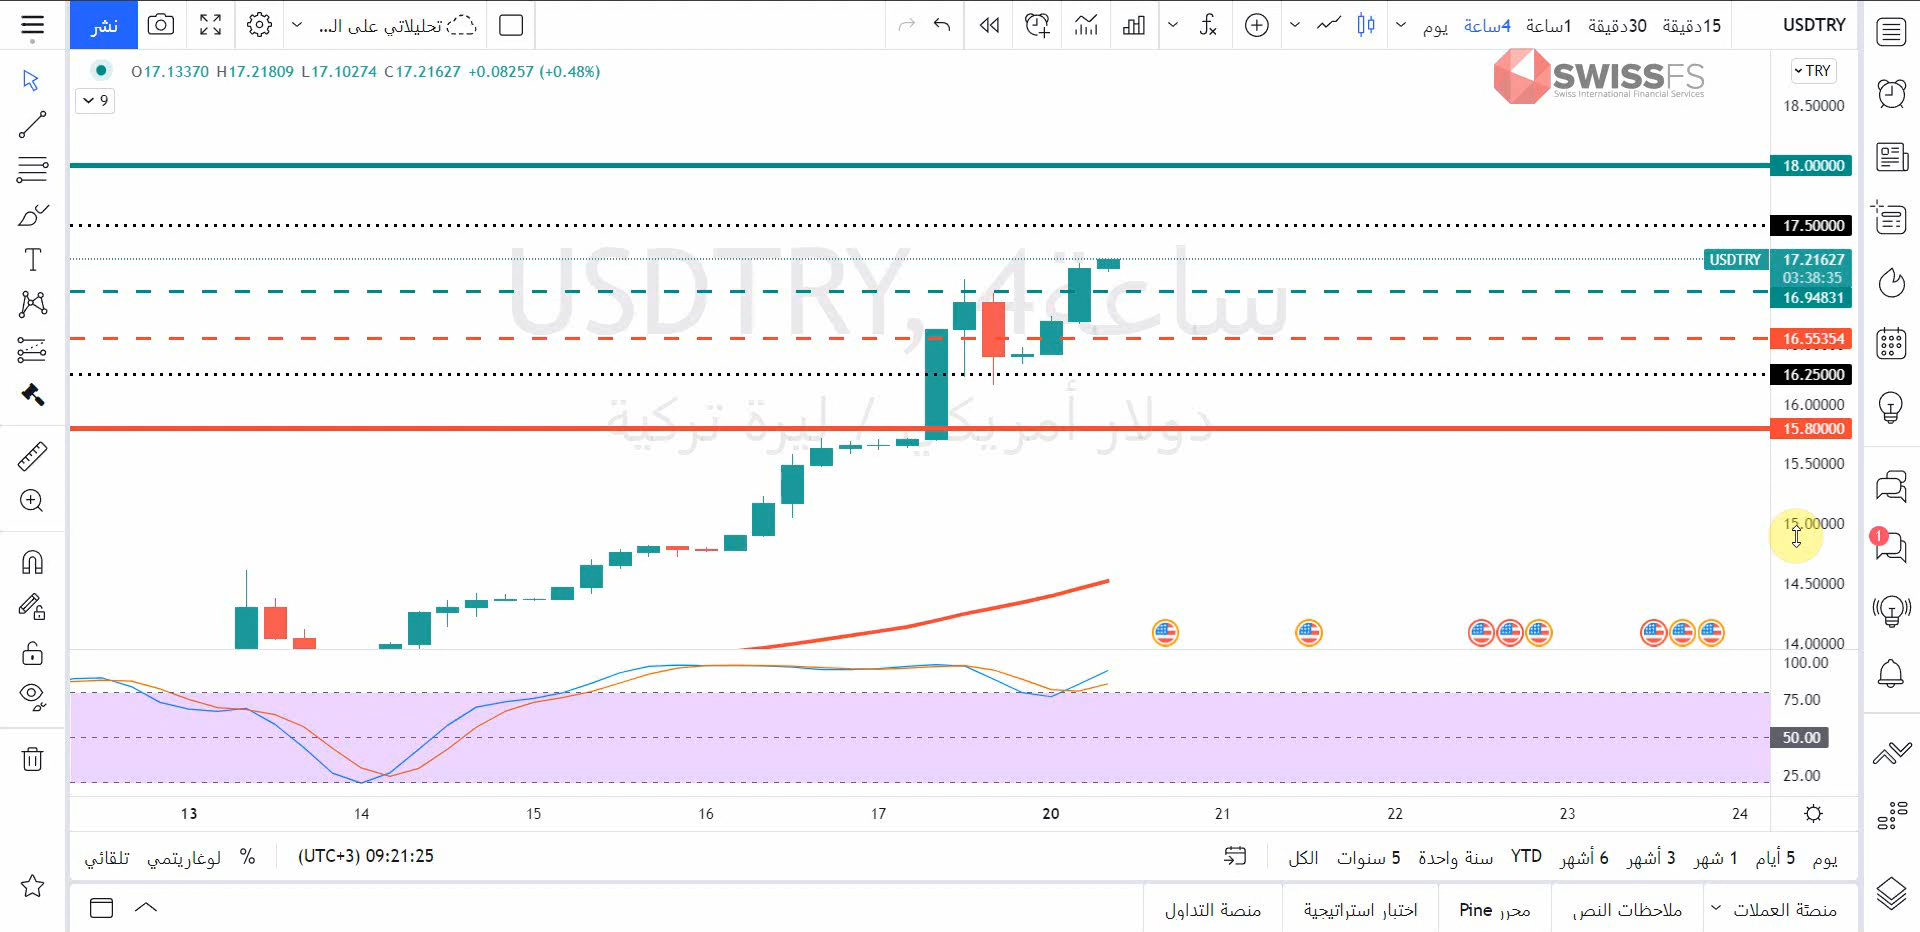 نشر
تحليلاتي على الـ...
يوم
4ساعة
1ساعة
30دقيقة
15دقيقة
USDTRY
O17.13370 H17.21809 L17.10274 C17.21627 +0.08257 (+0.48%)
9
SWISSFS
Swiss International Financial Services
TRY
18.50000
18.00000
17.50000
USDTRY 17.21627
03:38:35
16.94831
16.55354
16.25000
16.00000
15.80000
15.50000
15.00000
14.50000
14.00000
USDTRY, 4ساعة
دولار أمريكي / ليرة تركية
1
100.00
75.00
50.00
25.00
13 14 15 16 17 20 21 22 23 24
تلقائي
لوغاريتمي
%
09:21:25 (UTC+3)
الكل
5 سنوات
سنة واحدة
YTD
6 أشهر
3 أشهر
1 شهر
5 أيام
يوم
منصة التداول
اختبار استراتيجية
محرر Pine
ملاحظات النص
منصئة العملات